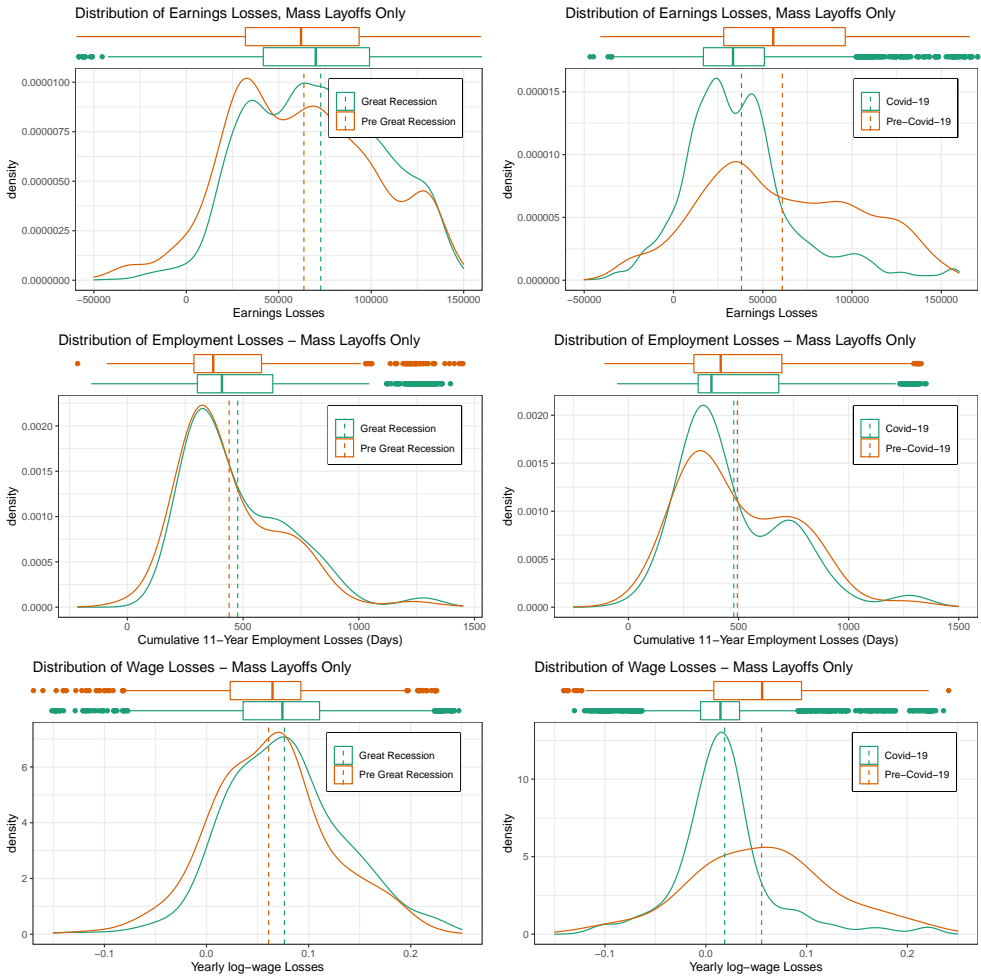 Distribution of Earnings Losses, Mass Layoffs Only
0.0000100
0.0000075
0.0000050
0.0000025
0.0000000
density
Great Recession
Pre Great Recession
−50000 0 50000 100000 150000
Earnings Losses
Distribution of Earnings Losses, Mass Layoffs Only
0.000015
0.000010
0.000005
0.000000
density
Covid−19
Pre−Covid−19
−50000 0 50000 100000 150000
Earnings Losses
Distribution of Employment Losses − Mass Layoffs Only
0.0020
0.0015
0.0010
0.0005
0.0000
density
Great Recession
Pre Great Recession
0 500 1000 1500
Cumulative 11−Year Employment Losses (Days)
Distribution of Employment Losses − Mass Layoffs Only
0.0020
0.0015
0.0010
0.0005
0.0000
density
Covid−19
Pre−Covid−19
0 500 1000 1500
Cumulative 11−Year Employment Losses (Days)
Distribution of Wage Losses − Mass Layoffs Only
6
4
2
0
density
Great Recession
Pre Great Recession
−0.1 0.0 0.1 0.2
Yearly log−wage Losses
Distribution of Wage Losses − Mass Layoffs Only
10
5
0
density
Covid−19
Pre−Covid−19
−0.1 0.0 0.1 0.2
Yearly log−wage Losses